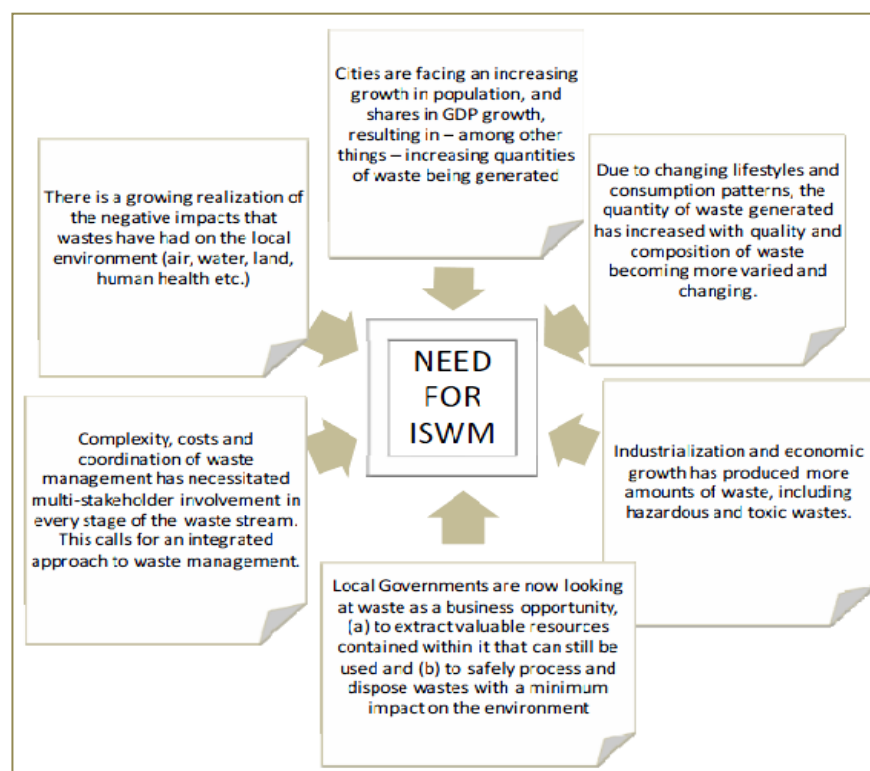 Cities are facing an increasing
growth in population, and
shares in GDP growth,
resulting in – among other
things – increasing quantities
of waste being generated
There is a growing realization of
the negative impacts that
wastes have had on the local
environment (air, water, land,
human health etc.)
Due to changing lifestyles and
consumption patterns, the
quantity of waste generated
has increased with quality and
composition of waste
becoming more varied and
changing.
NEED
FOR
ISWM
Complexity, costs and
coordination of waste
management has necessitated
multi-stakeholder involvement in
every stage of the waste stream.
This calls for an integrated
approach to waste management.
Industrialization and economic
growth has produced more
amounts of waste, including
hazardous and toxic wastes.
Local Governments are now looking
at waste as a business opportunity,
(a) to extract valuable resources
contained within it that can still be
used and (b) to safely process and
dispose wastes with a minimum
impact on the environment